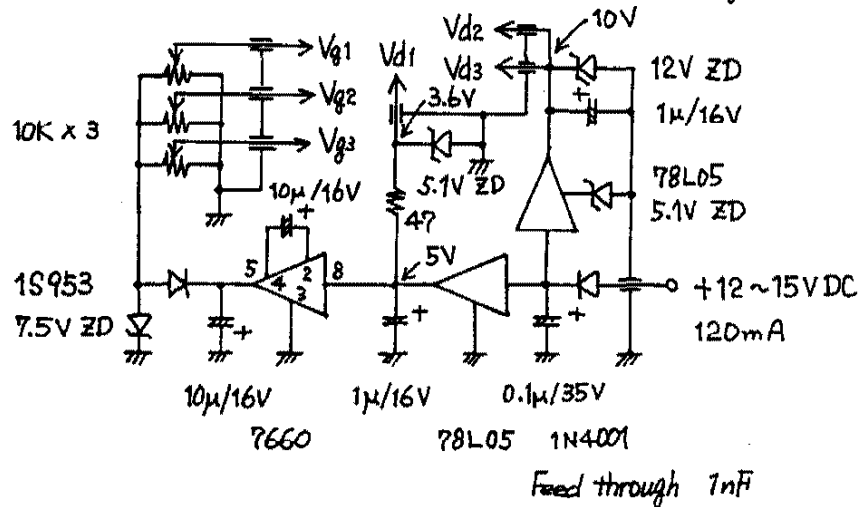 Vd2
10V
Vg1
Vd1
Vd3
12V ZD
Vg2
3.6V
1μ/16V
10K x 3
Vg3
10μ/16V
5.1V ZD
78L05
5.1V ZD
47
5 4 2 3 8
5V
1S953
7.5V ZD
+12~15V DC
120mA
10μ/16V
1μ/16V
0.1μ/35V
7660
78L05
1N4001
Feed through 1nF